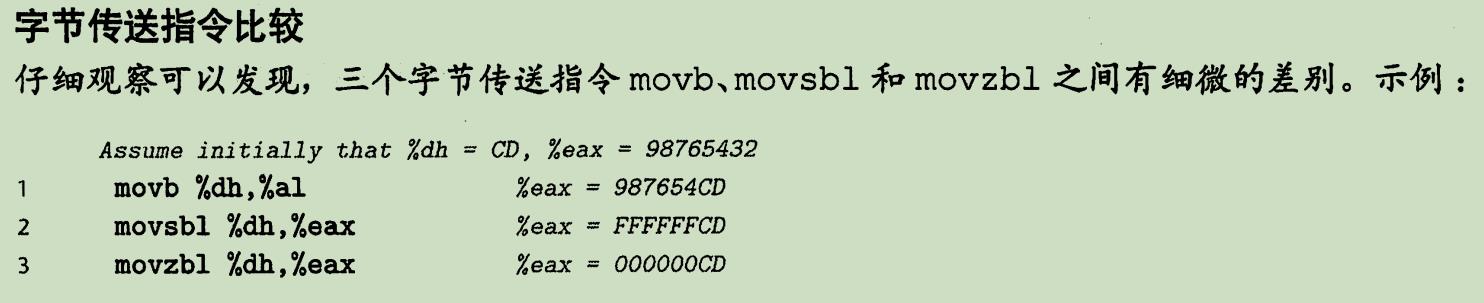 字节传送指令比较
仔细观察可以发现，三个字节传送指令 movb、movsbl 和 movzbl 之间有细微的差别。示例：
Assume initially that %dh = CD, %eax = 98765432
1 movb %dh,%al %eax = 987654CD
2 movsbl %dh,%eax %eax = FFFFFFCD
3 movzbl %dh,%eax %eax = 000000CD